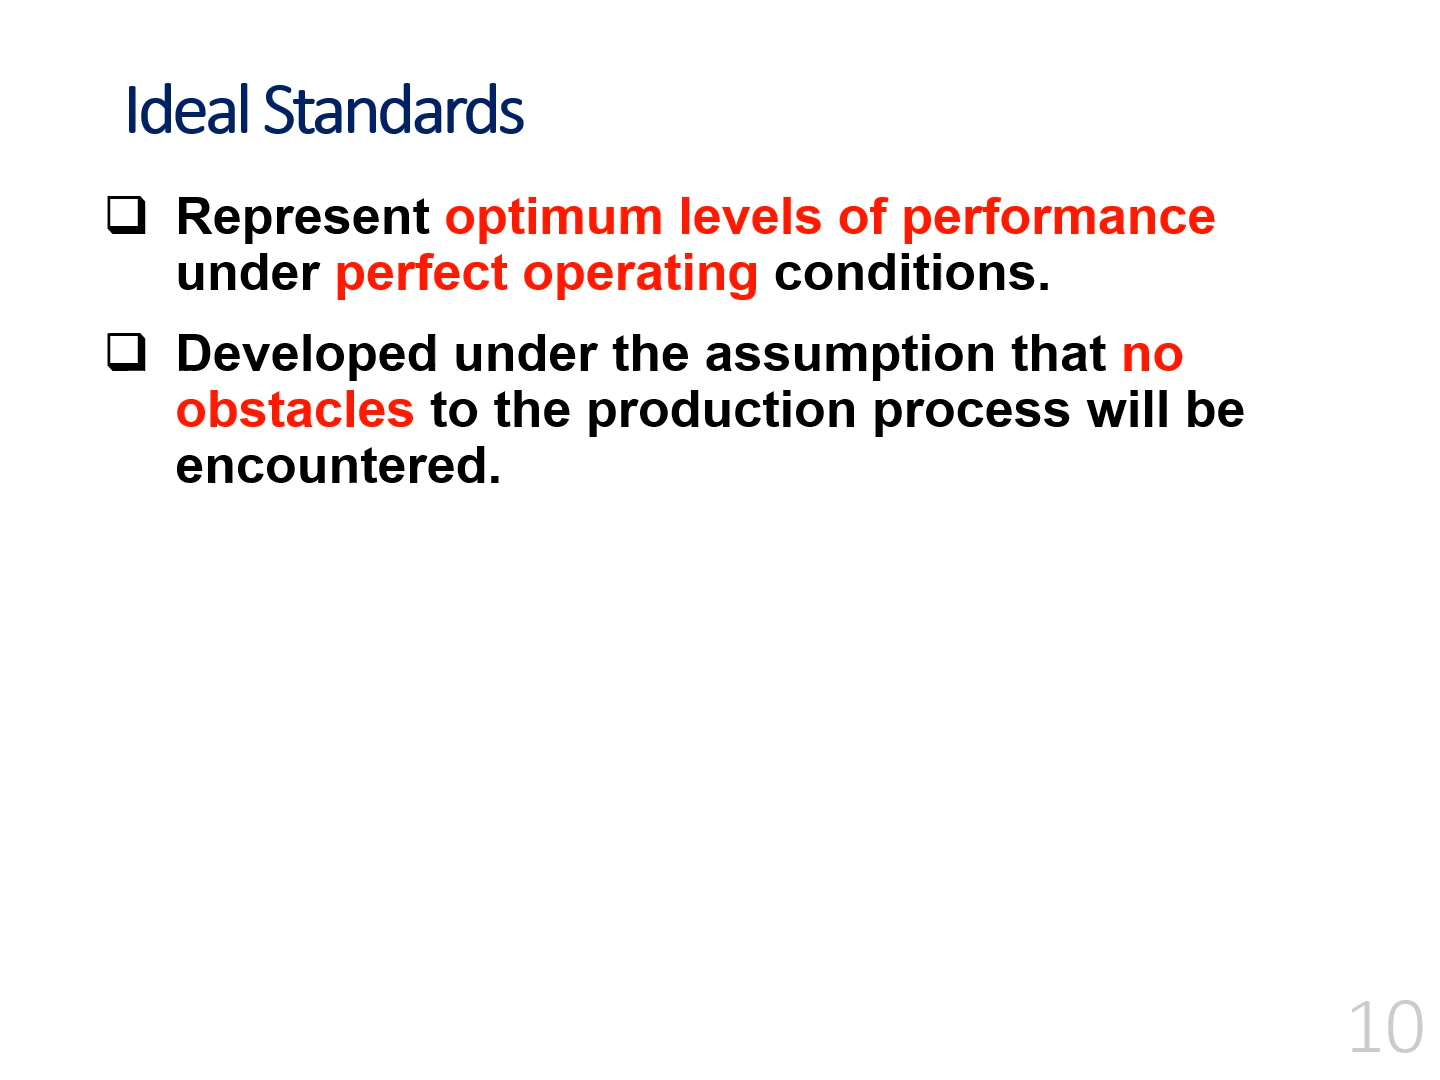 Ideal Standards
❑ Represent optimum levels of performance
under perfect operating conditions.
❑ Developed under the assumption that no
obstacles to the production process will be
encountered.
10